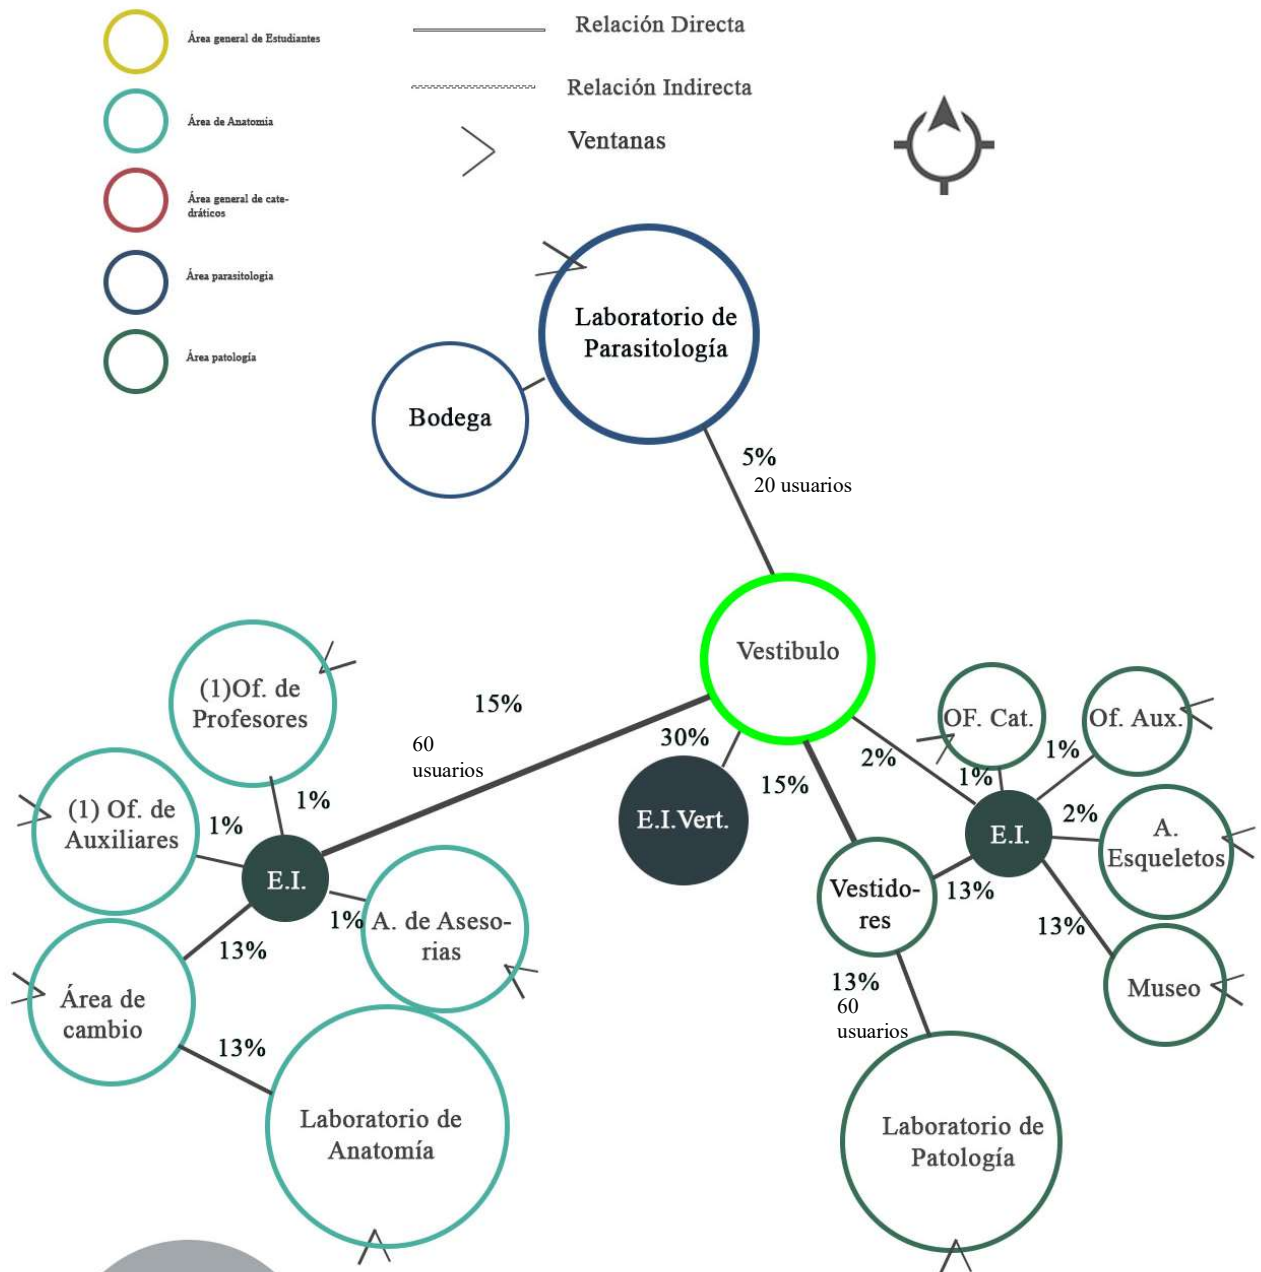 Área general de Estudiantes
Área de Anatomia
Área general de cate-
dráticos
Área parasitologia
Área patología
Relación Directa
Relación Indirecta
Ventanas
Laboratorio de
Parasitología
Bodega
5%
20 usuarios
Vestibulo
15%
60
usuarios
30%
E.I.Vert.
15%
2%
(1)Of. de
Profesores
1%
(1) Of. de
Auxiliares
1%
E.I.
1%
A. de Aseso-
rias
13%
Área de
cambio
13%
Laboratorio de
Anatomía
OF. Cat.
1%
Of. Aux.
1%
E.I.
2%
A.
Esqueletos
Vestido-
res
13%
13%
Museo
13%
60
usuarios
Laboratorio de
Patología